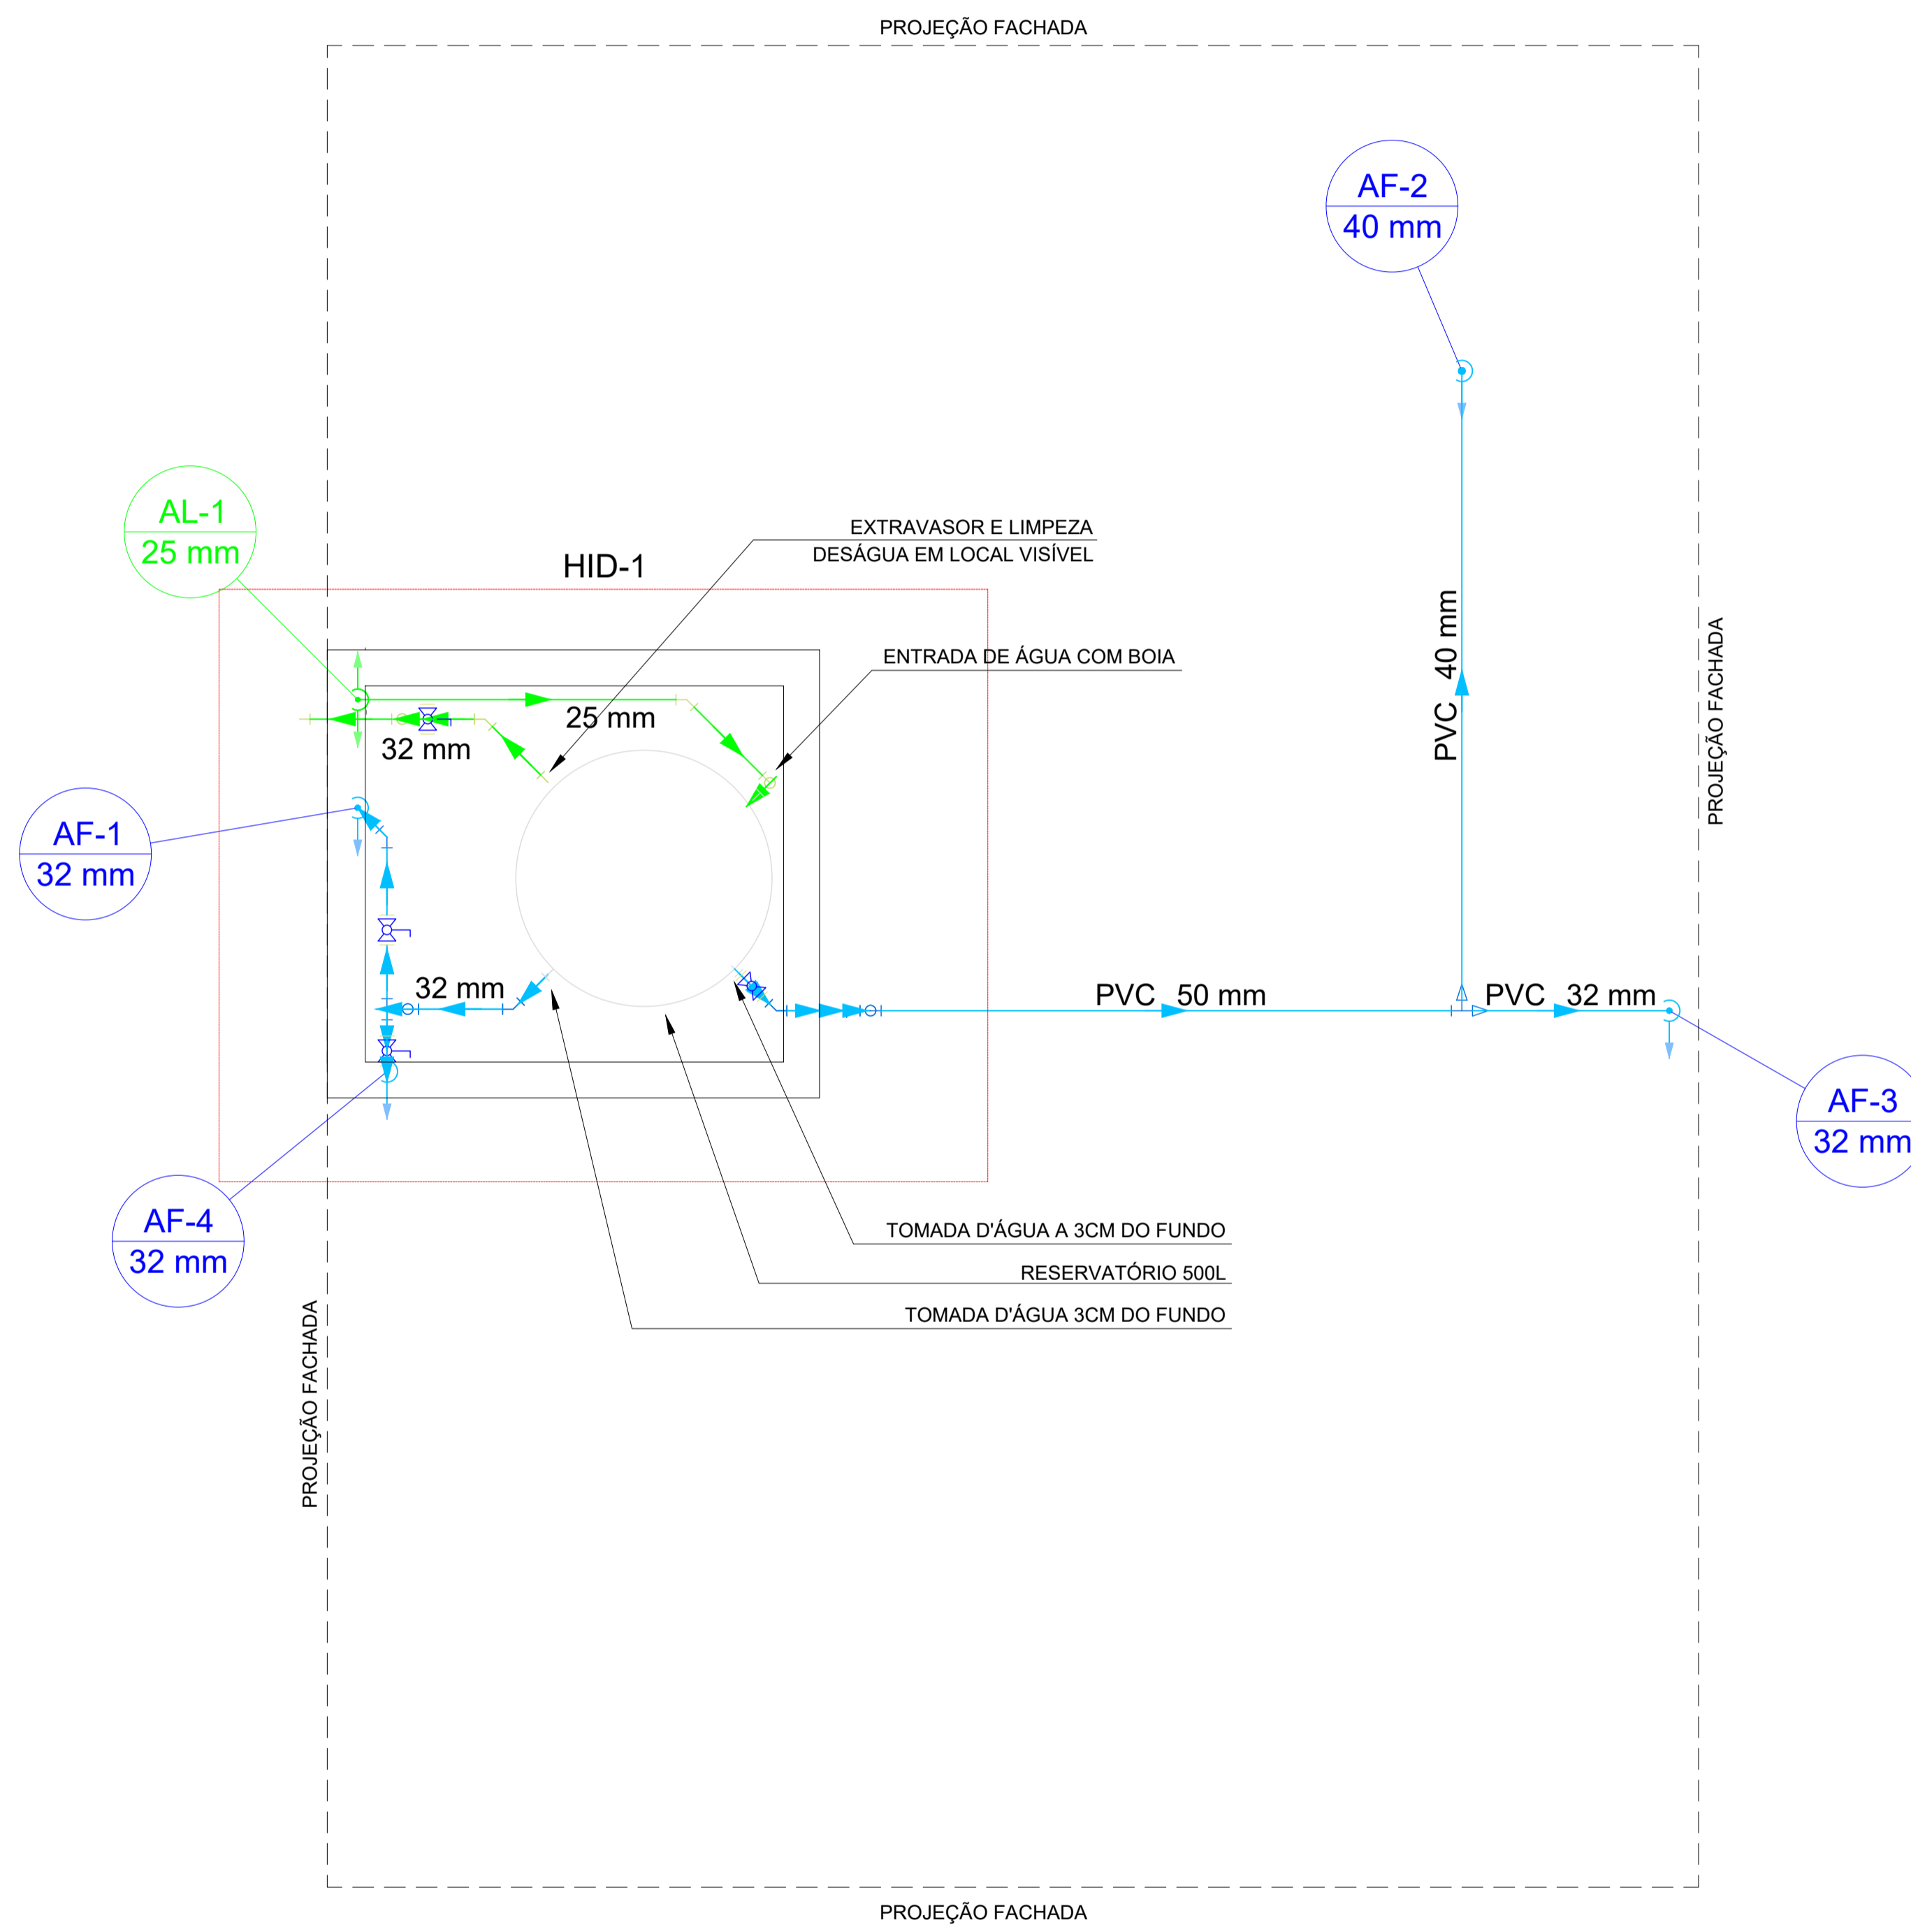 PROJEÇÃO FACHADA
AF-2
40 mm
AL-1
25 mm
EXTRAVASOR E LIMPEZA
DESÁGUA EM LOCAL VISÍVEL
HID-1
ENTRADA DE ÁGUA COM BOIA
25 mm
32 mm
PVC 40 mm
PROJEÇÃO FACHADA
AF-1
32 mm
32 mm
PVC 50 mm
PVC 32 mm
AF-3
32 mm
AF-4
32 mm
TOMADA D'ÁGUA A 3CM DO FUNDO
RESERVATÓRIO 500L
TOMADA D'ÁGUA 3CM DO FUNDO
PROJEÇÃO FACHADA
PROJEÇÃO FACHADA